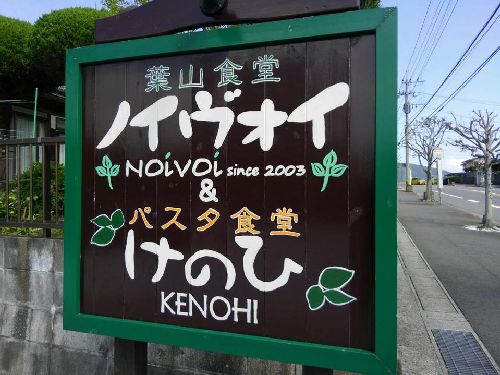 葉山食堂
ノイヴォイ
NOiVOi since 2003
&
パスタ食堂
けのひ
KENOHI